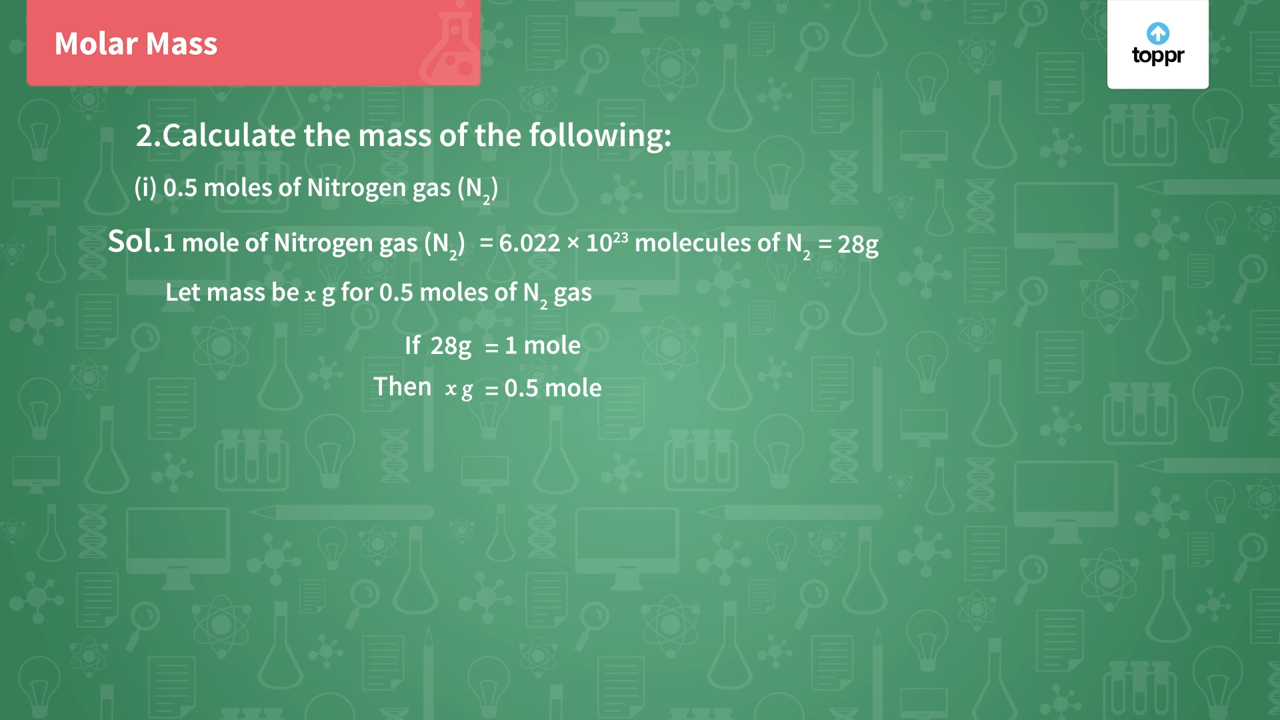 Molar Mass
toppr
2.Calculate the mass of the following:
(i) 0.5 moles of Nitrogen gas (N₂)
Sol.1 mole of Nitrogen gas (N₂) = 6.022 × 10²³ molecules of N₂ = 28g
Let mass be x g for 0.5 moles of N₂ gas
If 28g = 1 mole
Then x g = 0.5 mole